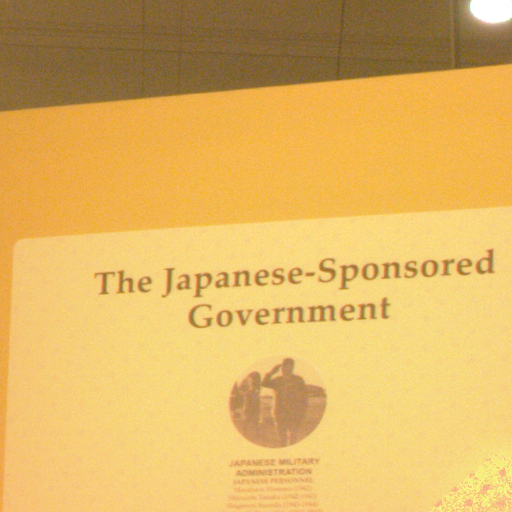 The Japanese-Sponsored
Government
JAPANESE MILITARY
ADMINISTRATION
JAPANESE PERSONNEL